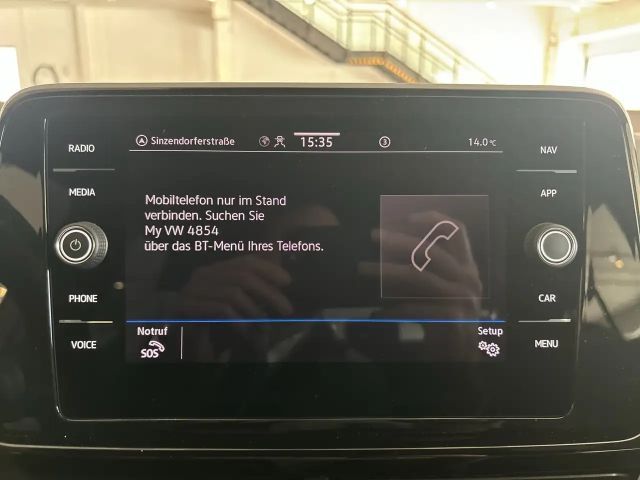 Sinzendorferstraße 15:35 3 14.0°C
RADIO
MEDIA
PHONE
VOICE
Mobiltelefon nur im Stand
verbinden. Suchen Sie
My VW 4854
über das BT-Menü Ihres Telefons.
Notruf
SOS
Setup
NAV
APP
CAR
MENU